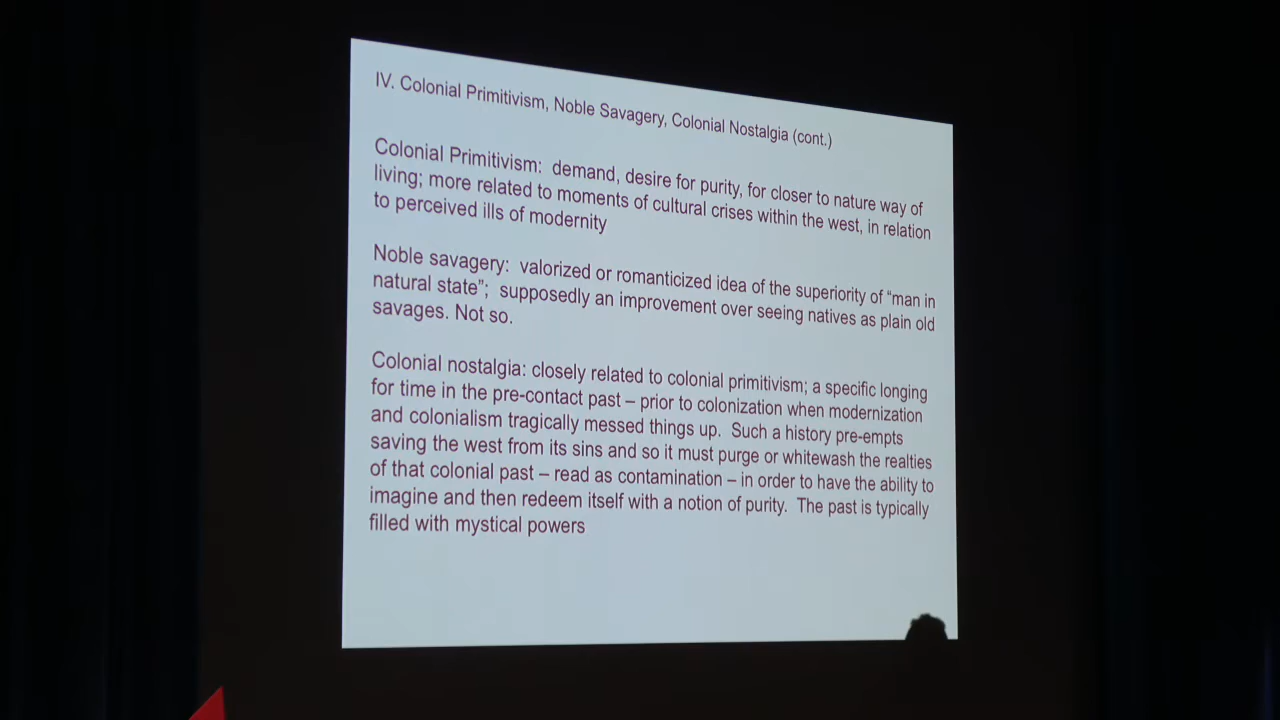 IV. Colonial Primitivism, Noble Savagery, Colonial Nostalgia (cont.)
Colonial Primitivism:  demand, desire for purity, for closer to nature way of
living; more related to moments of cultural crises within the west, in relation
to perceived ills of modernity
Noble savagery:  valorized or romanticized idea of the superiority of “man in
natural state”;  supposedly an improvement over seeing natives as plain old
savages. Not so.
Colonial nostalgia: closely related to colonial primitivism; a specific longing
for time in the pre-contact past – prior to colonization when modernization
and colonialism tragically messed things up.  Such a history pre-empts
saving the west from its sins and so it must purge or whitewash the realties
of that colonial past – read as contamination – in order to have the ability to
imagine and then redeem itself with a notion of purity.  The past is typically
filled with mystical powers